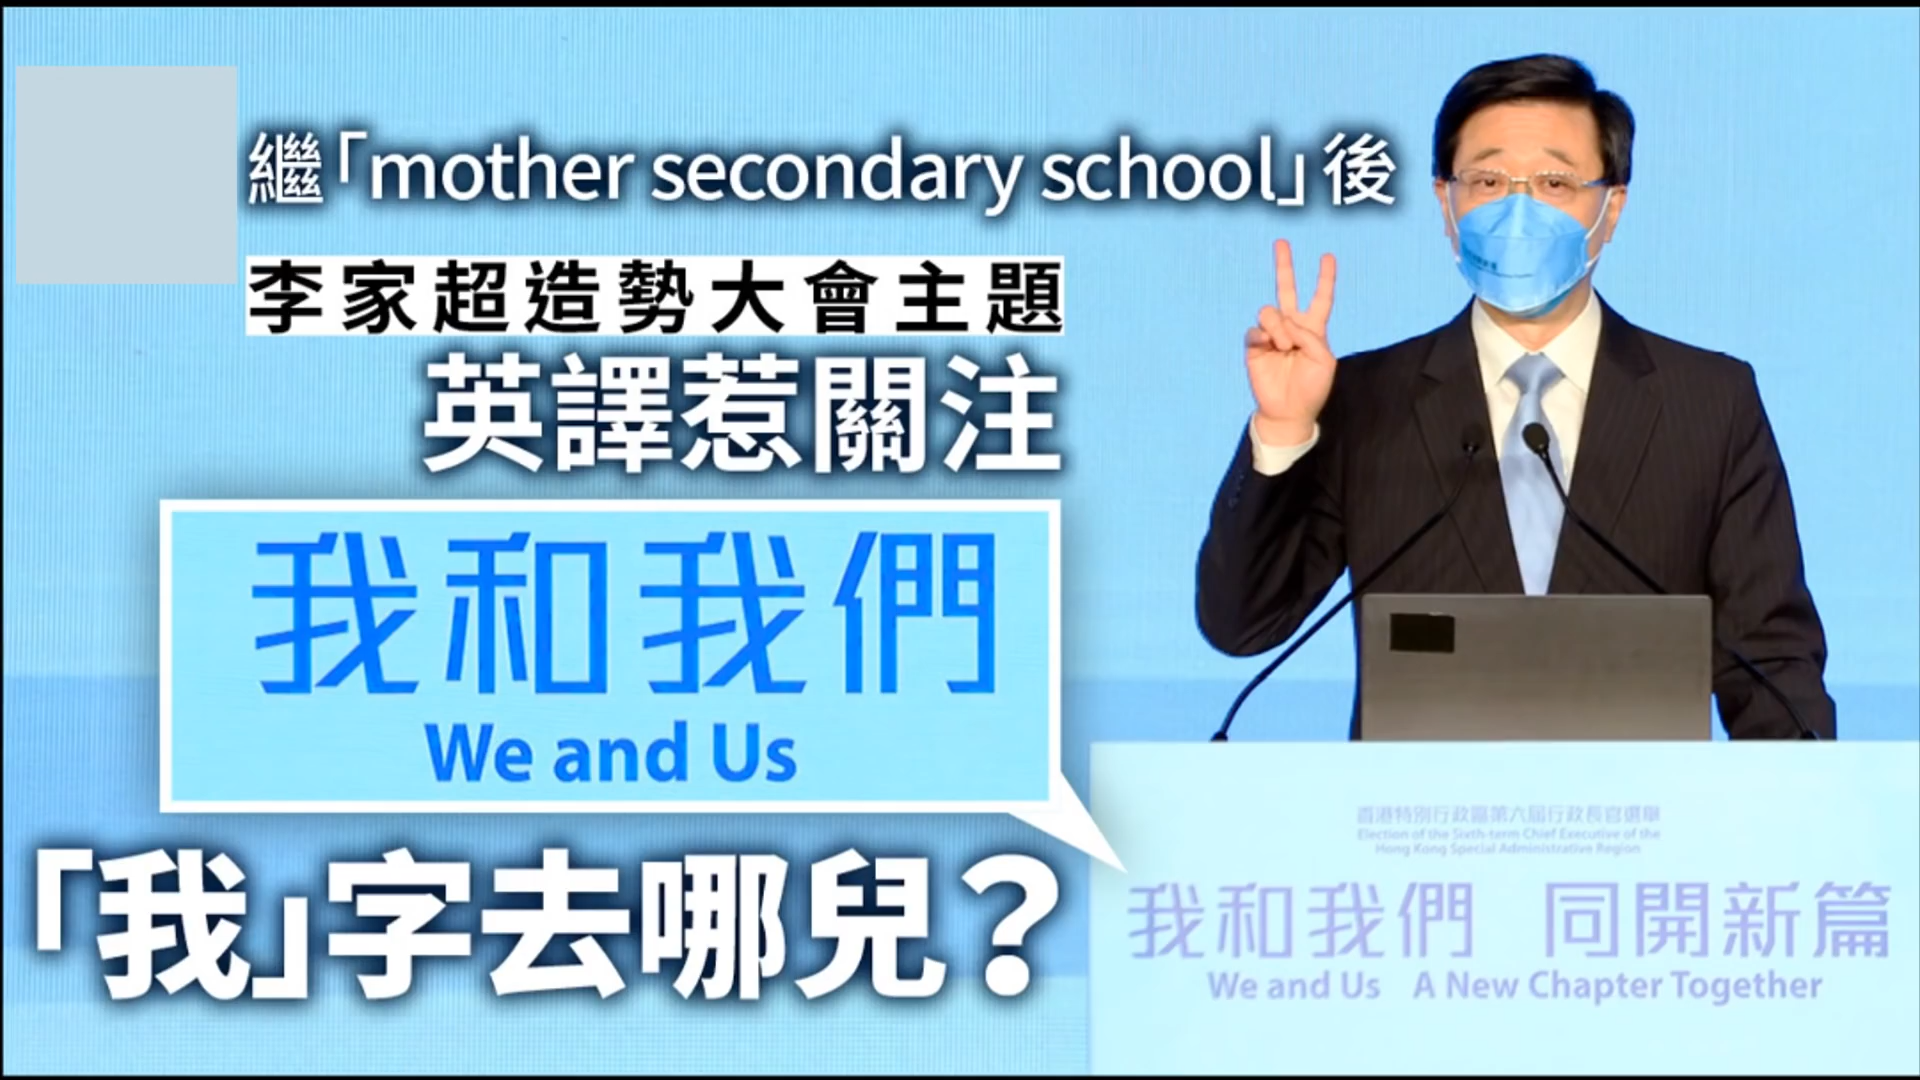 繼「mother secondary school」後
李家超造勢大會主題
英譯惹關注
我和我們
We and Us
「我」字去哪兒？
香港特別行政區第六屆行政長官選舉
Election of the Sixth-term Chief Executive of the
Hong Kong Special Administrative Region
我和我們 同開新篇
We and Us A New Chapter Together